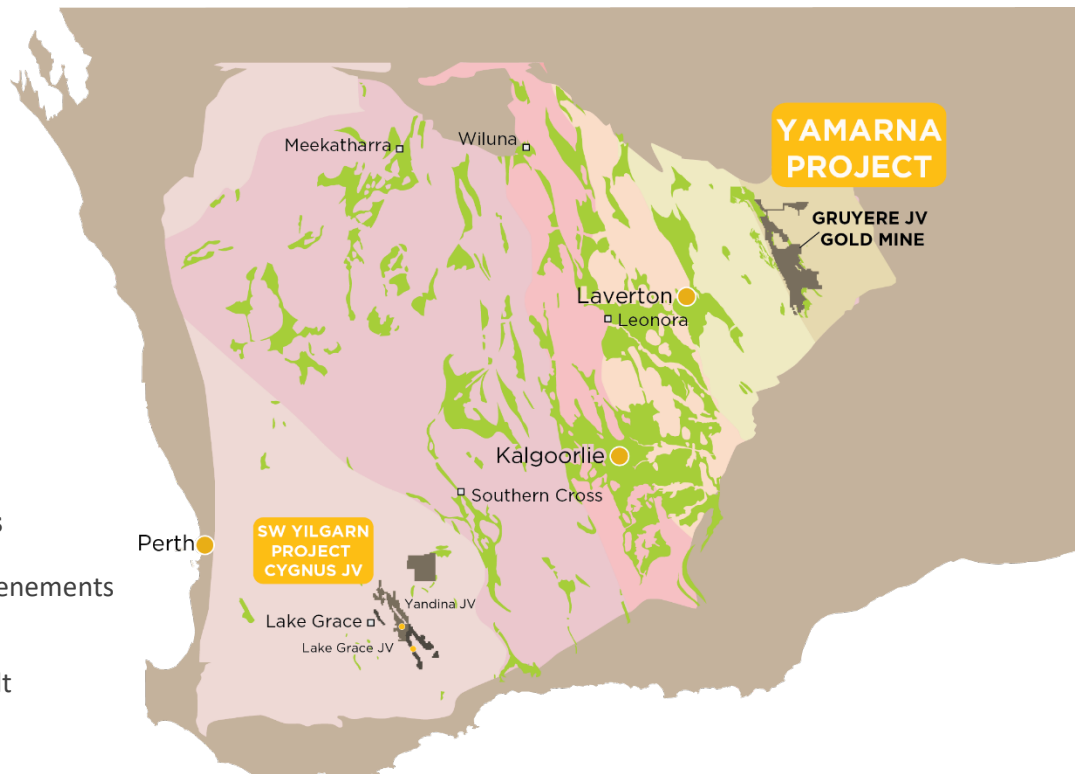 Meekatharra
Wiluna
YAMARNA
PROJECT
GRUYERE JV
GOLD MINE
Laverton
Leonora
Kalgoorlie
Southern Cross
s
Perth
SW YILGARN
PROJECT
CYGNUS JV
enements
Yandina JV
Lake Grace
Lake Grace JV
lt